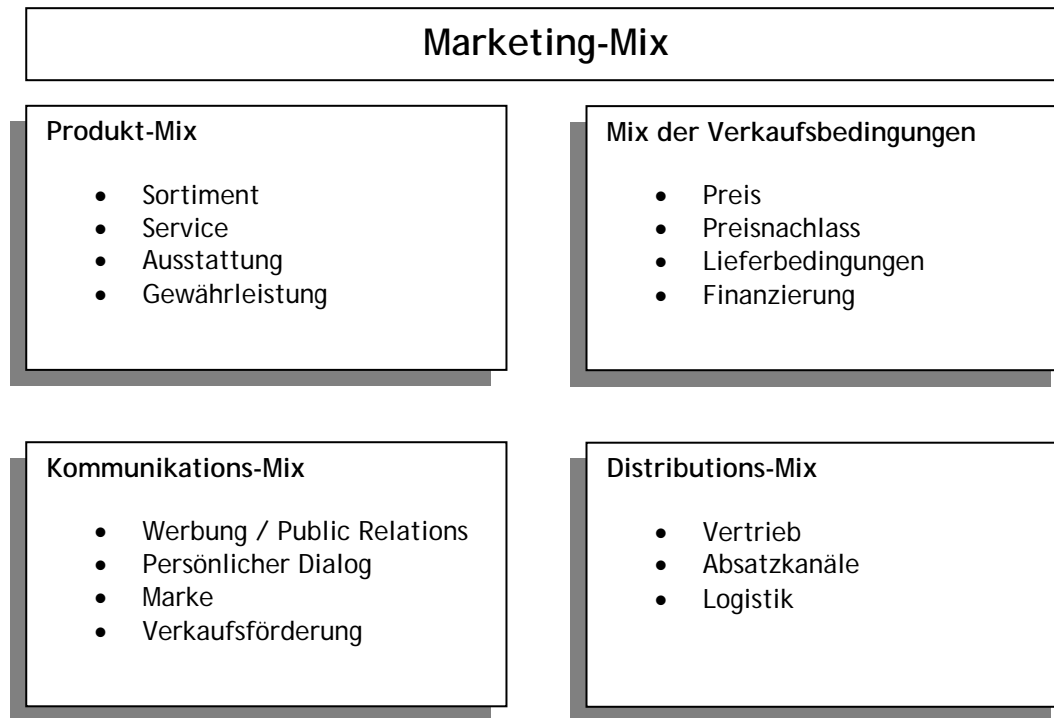 Marketing-Mix
Produkt-Mix
• Sortiment
• Service
• Ausstattung
• Gewährleistung
Mix der Verkaufsbedingungen
• Preis
• Preisnachlass
• Lieferbedingungen
• Finanzierung
Kommunikations-Mix
• Werbung / Public Relations
• Persönlicher Dialog
• Marke
• Verkaufsförderung
Distributions-Mix
• Vertrieb
• Absatzkanäle
• Logistik